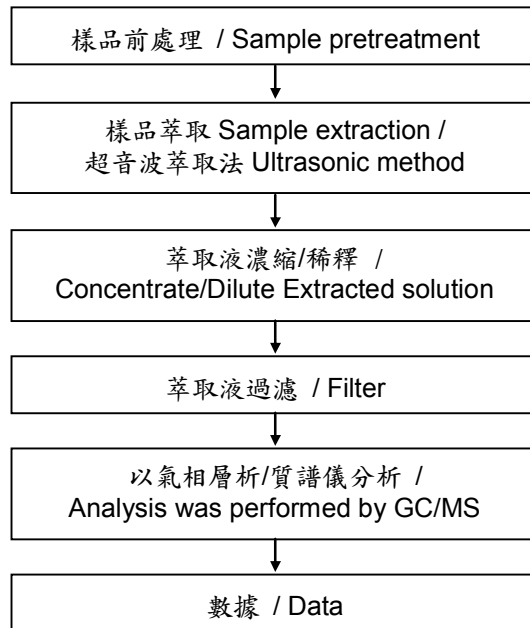 樣品前處理 / Sample pretreatment
樣品萃取 Sample extraction /
超音波萃取法 Ultrasonic method
萃取液濃縮/稀釋 /
Concentrate/Dilute Extracted solution
萃取液過濾 / Filter
以氣相層析/質譜儀分析 /
Analysis was performed by GC/MS
數據 / Data